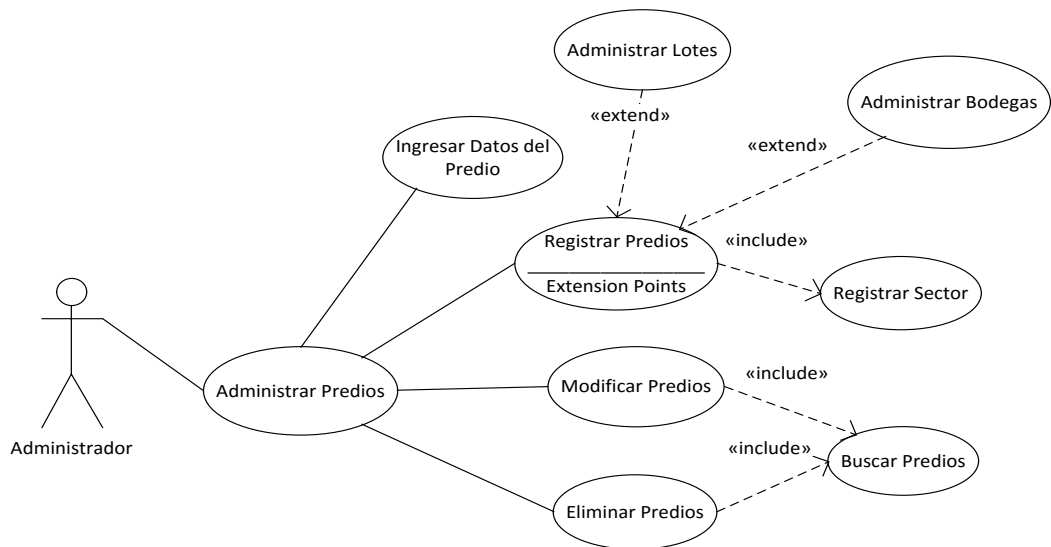 Administrar Lotes
Administrar Bodegas
«extend»
«extend»
Ingresar Datos del
Predio
Registrar Predios
Extension Points
«include»
Registrar Sector
Administrador
Administrar Predios
Modificar Predios
«include»
«include»
Buscar Predios
Eliminar Predios